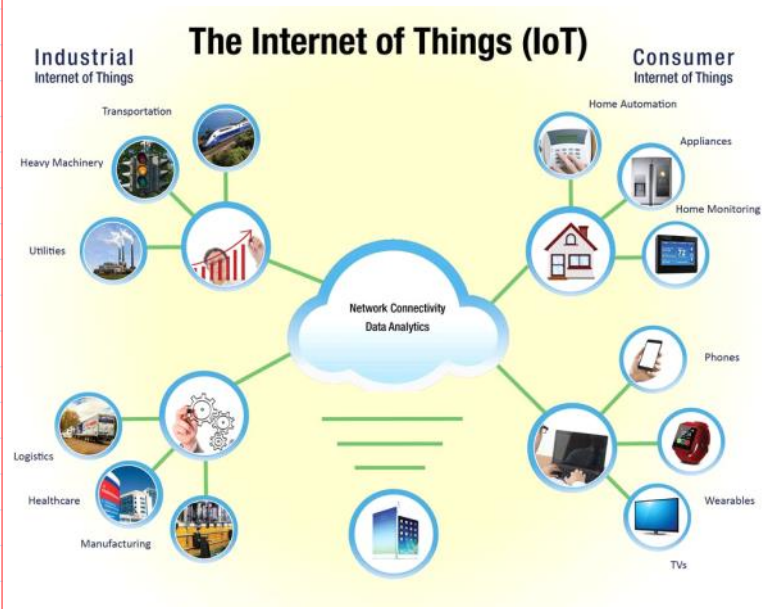 The Internet of Things (IoT)
Industrial
Internet of Things
Consumer
Internet of Things
Transportation
Heavy Machinery
Utilities
Home Automation
Appliances
Home Monitoring
Network Connectivity
Data Analytics
Logistics
Healthcare
Manufacturing
Phones
Wearables
TVs
72